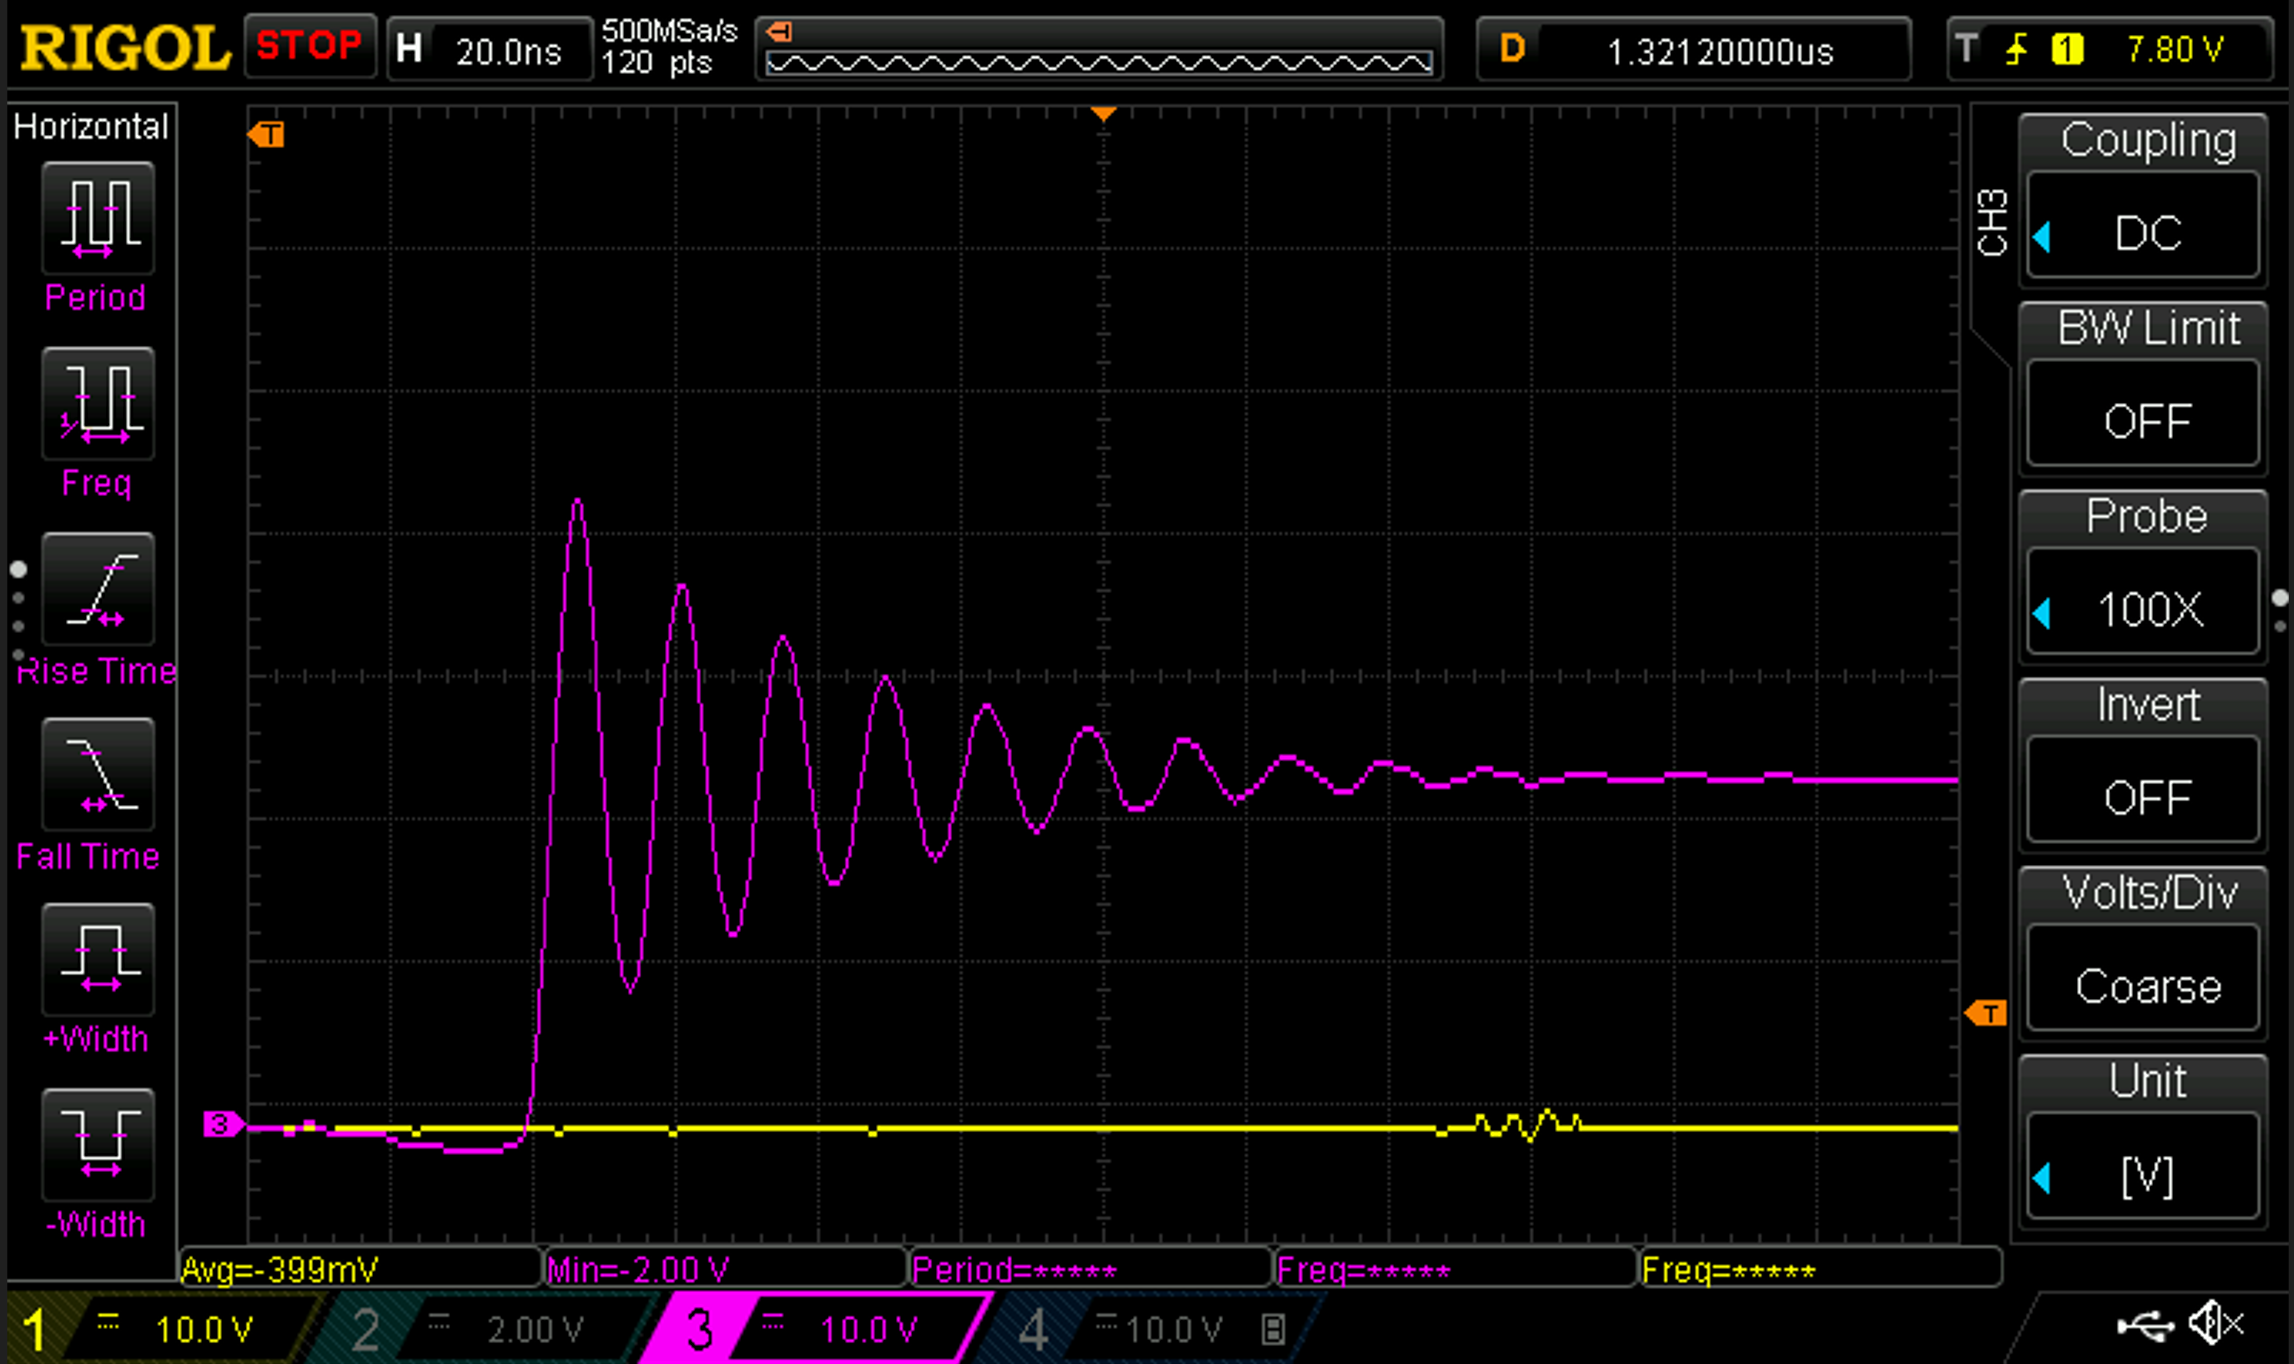 RIGOL STOP H 20.0ns 500MSa/s D 1.32120000us T 1 7.80 V
120 pts
Horizontal
T
Period
Freq
Rise Time
Fall Time
+Width
-Width
3
T
CH3
Coupling
DC
BW Limit
OFF
Probe
100X
Invert
OFF
Volts/Div
Coarse
Unit
[V]
Avg=-399mV Min=-2.00 V Period=***** Freq=***** Freq=*****
1 10.0 V 2 2.00 V 3 10.0 V 4 10.0 V